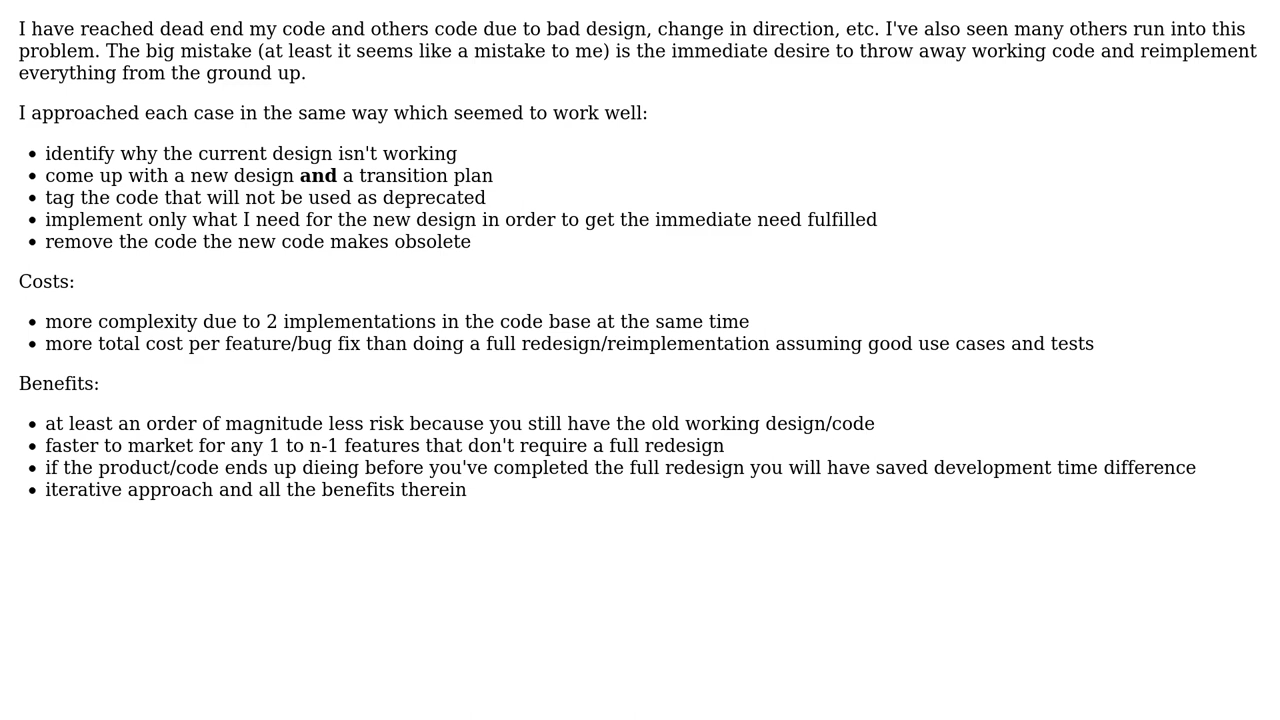 I have reached dead end my code and others code due to bad design, change in direction, etc. I've also seen many others run into this
problem. The big mistake (at least it seems like a mistake to me) is the immediate desire to throw away working code and reimplement
everything from the ground up.
I approached each case in the same way which seemed to work well:
• identify why the current design isn't working
• come up with a new design and a transition plan
• tag the code that will not be used as deprecated
• implement only what I need for the new design in order to get the immediate need fulfilled
• remove the code the new code makes obsolete
Costs:
• more complexity due to 2 implementations in the code base at the same time
• more total cost per feature/bug fix than doing a full redesign/reimplementation assuming good use cases and tests
Benefits:
• at least an order of magnitude less risk because you still have the old working design/code
• faster to market for any 1 to n-1 features that don't require a full redesign
• if the product/code ends up dieing before you've completed the full redesign you will have saved development time difference
• iterative approach and all the benefits therein